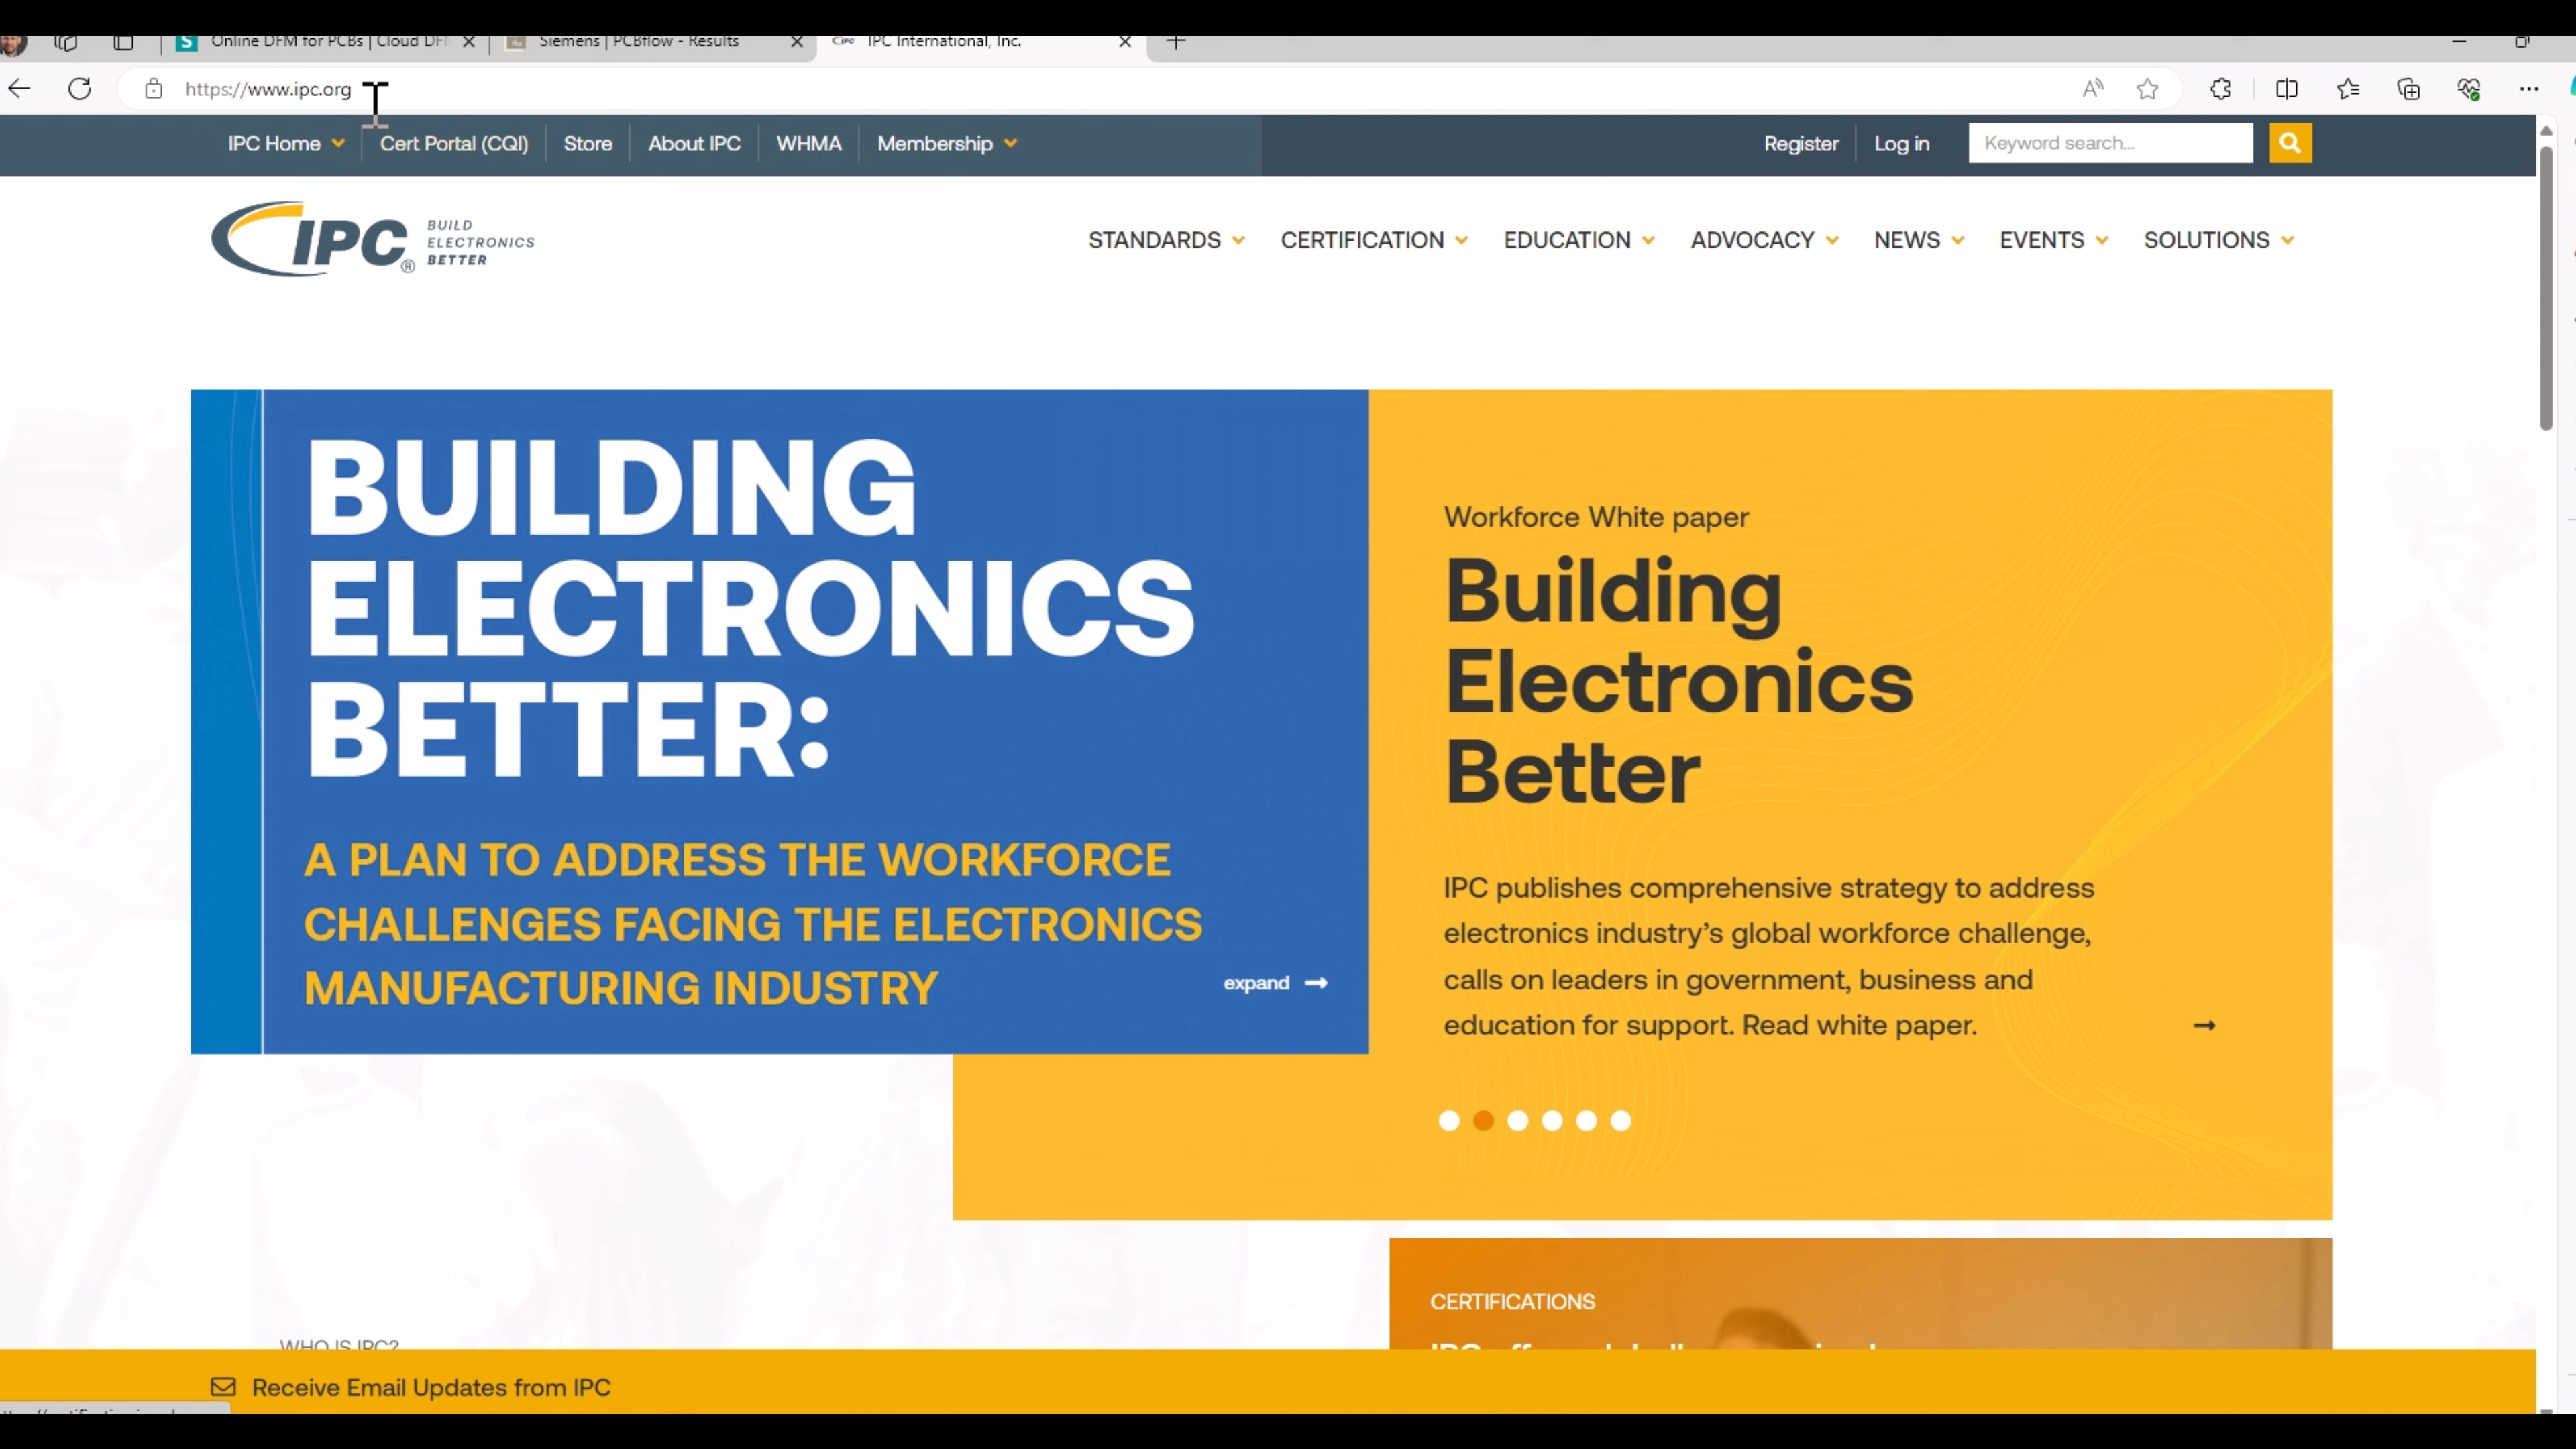 Online DFM for PCBs | Cloud DF
Siemens | PCBflow - Results
IPC International, Inc.
https://www.ipc.org
IPC Home
Cert Portal (CQI)
Store
About IPC
WHMA
Membership
Register
Log in
Keyword search...
IPC®
BUILD
ELECTRONICS
BETTER
STANDARDS
CERTIFICATION
EDUCATION
ADVOCACY
NEWS
EVENTS
SOLUTIONS
BUILDING
ELECTRONICS
BETTER:
A PLAN TO ADDRESS THE WORKFORCE
CHALLENGES FACING THE ELECTRONICS
MANUFACTURING INDUSTRY
expand
Workforce White paper
Building
Electronics
Better
IPC publishes comprehensive strategy to address
electronics industry's global workforce challenge,
calls on leaders in government, business and
education for support. Read white paper.
CERTIFICATIONS
WHO IS IPC?
Receive Email Updates from IPC